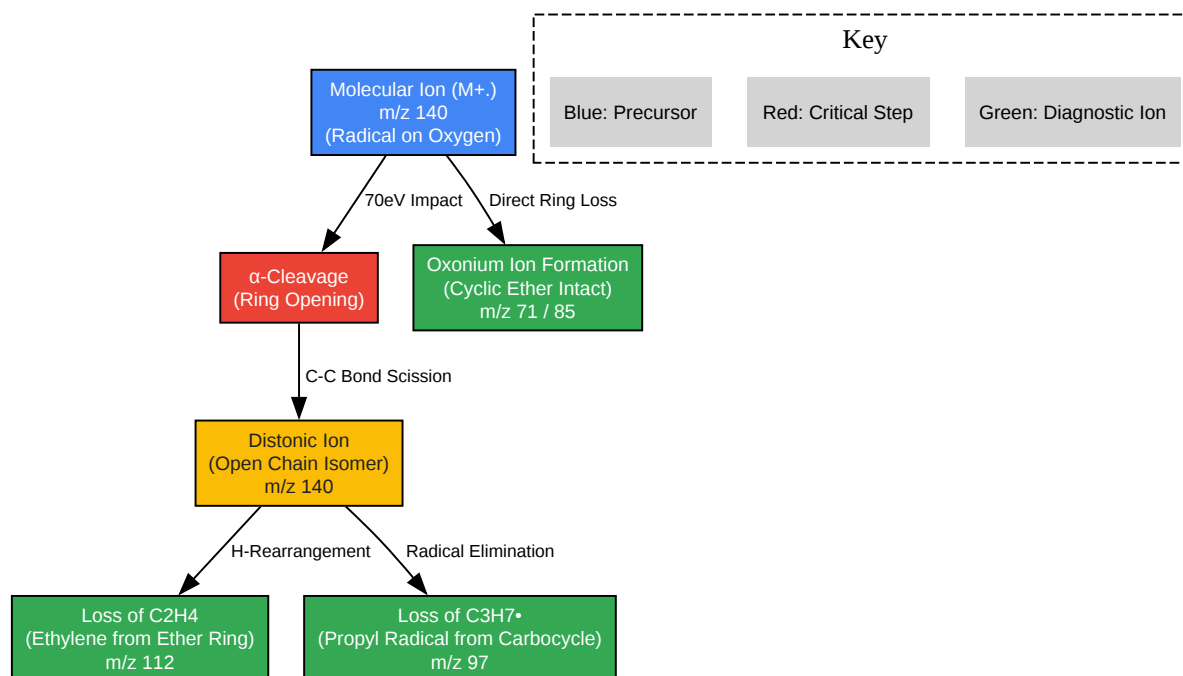 Key
Blue: Precursor
Red: Critical Step
Green: Diagnostic Ion
Molecular Ion (M+.)
m/z 140
(Radical on Oxygen)
70eV Impact
Direct Ring Loss
α-Cleavage
(Ring Opening)
Oxonium Ion Formation
(Cyclic Ether Intact)
m/z 71 / 85
C-C Bond Scission
Distonic Ion
(Open Chain Isomer)
m/z 140
H-Rearrangement
Radical Elimination
Loss of C2H4
(Ethylene from Ether Ring)
m/z 112
Loss of C3H7•
(Propyl Radical from Carbocycle)
m/z 97